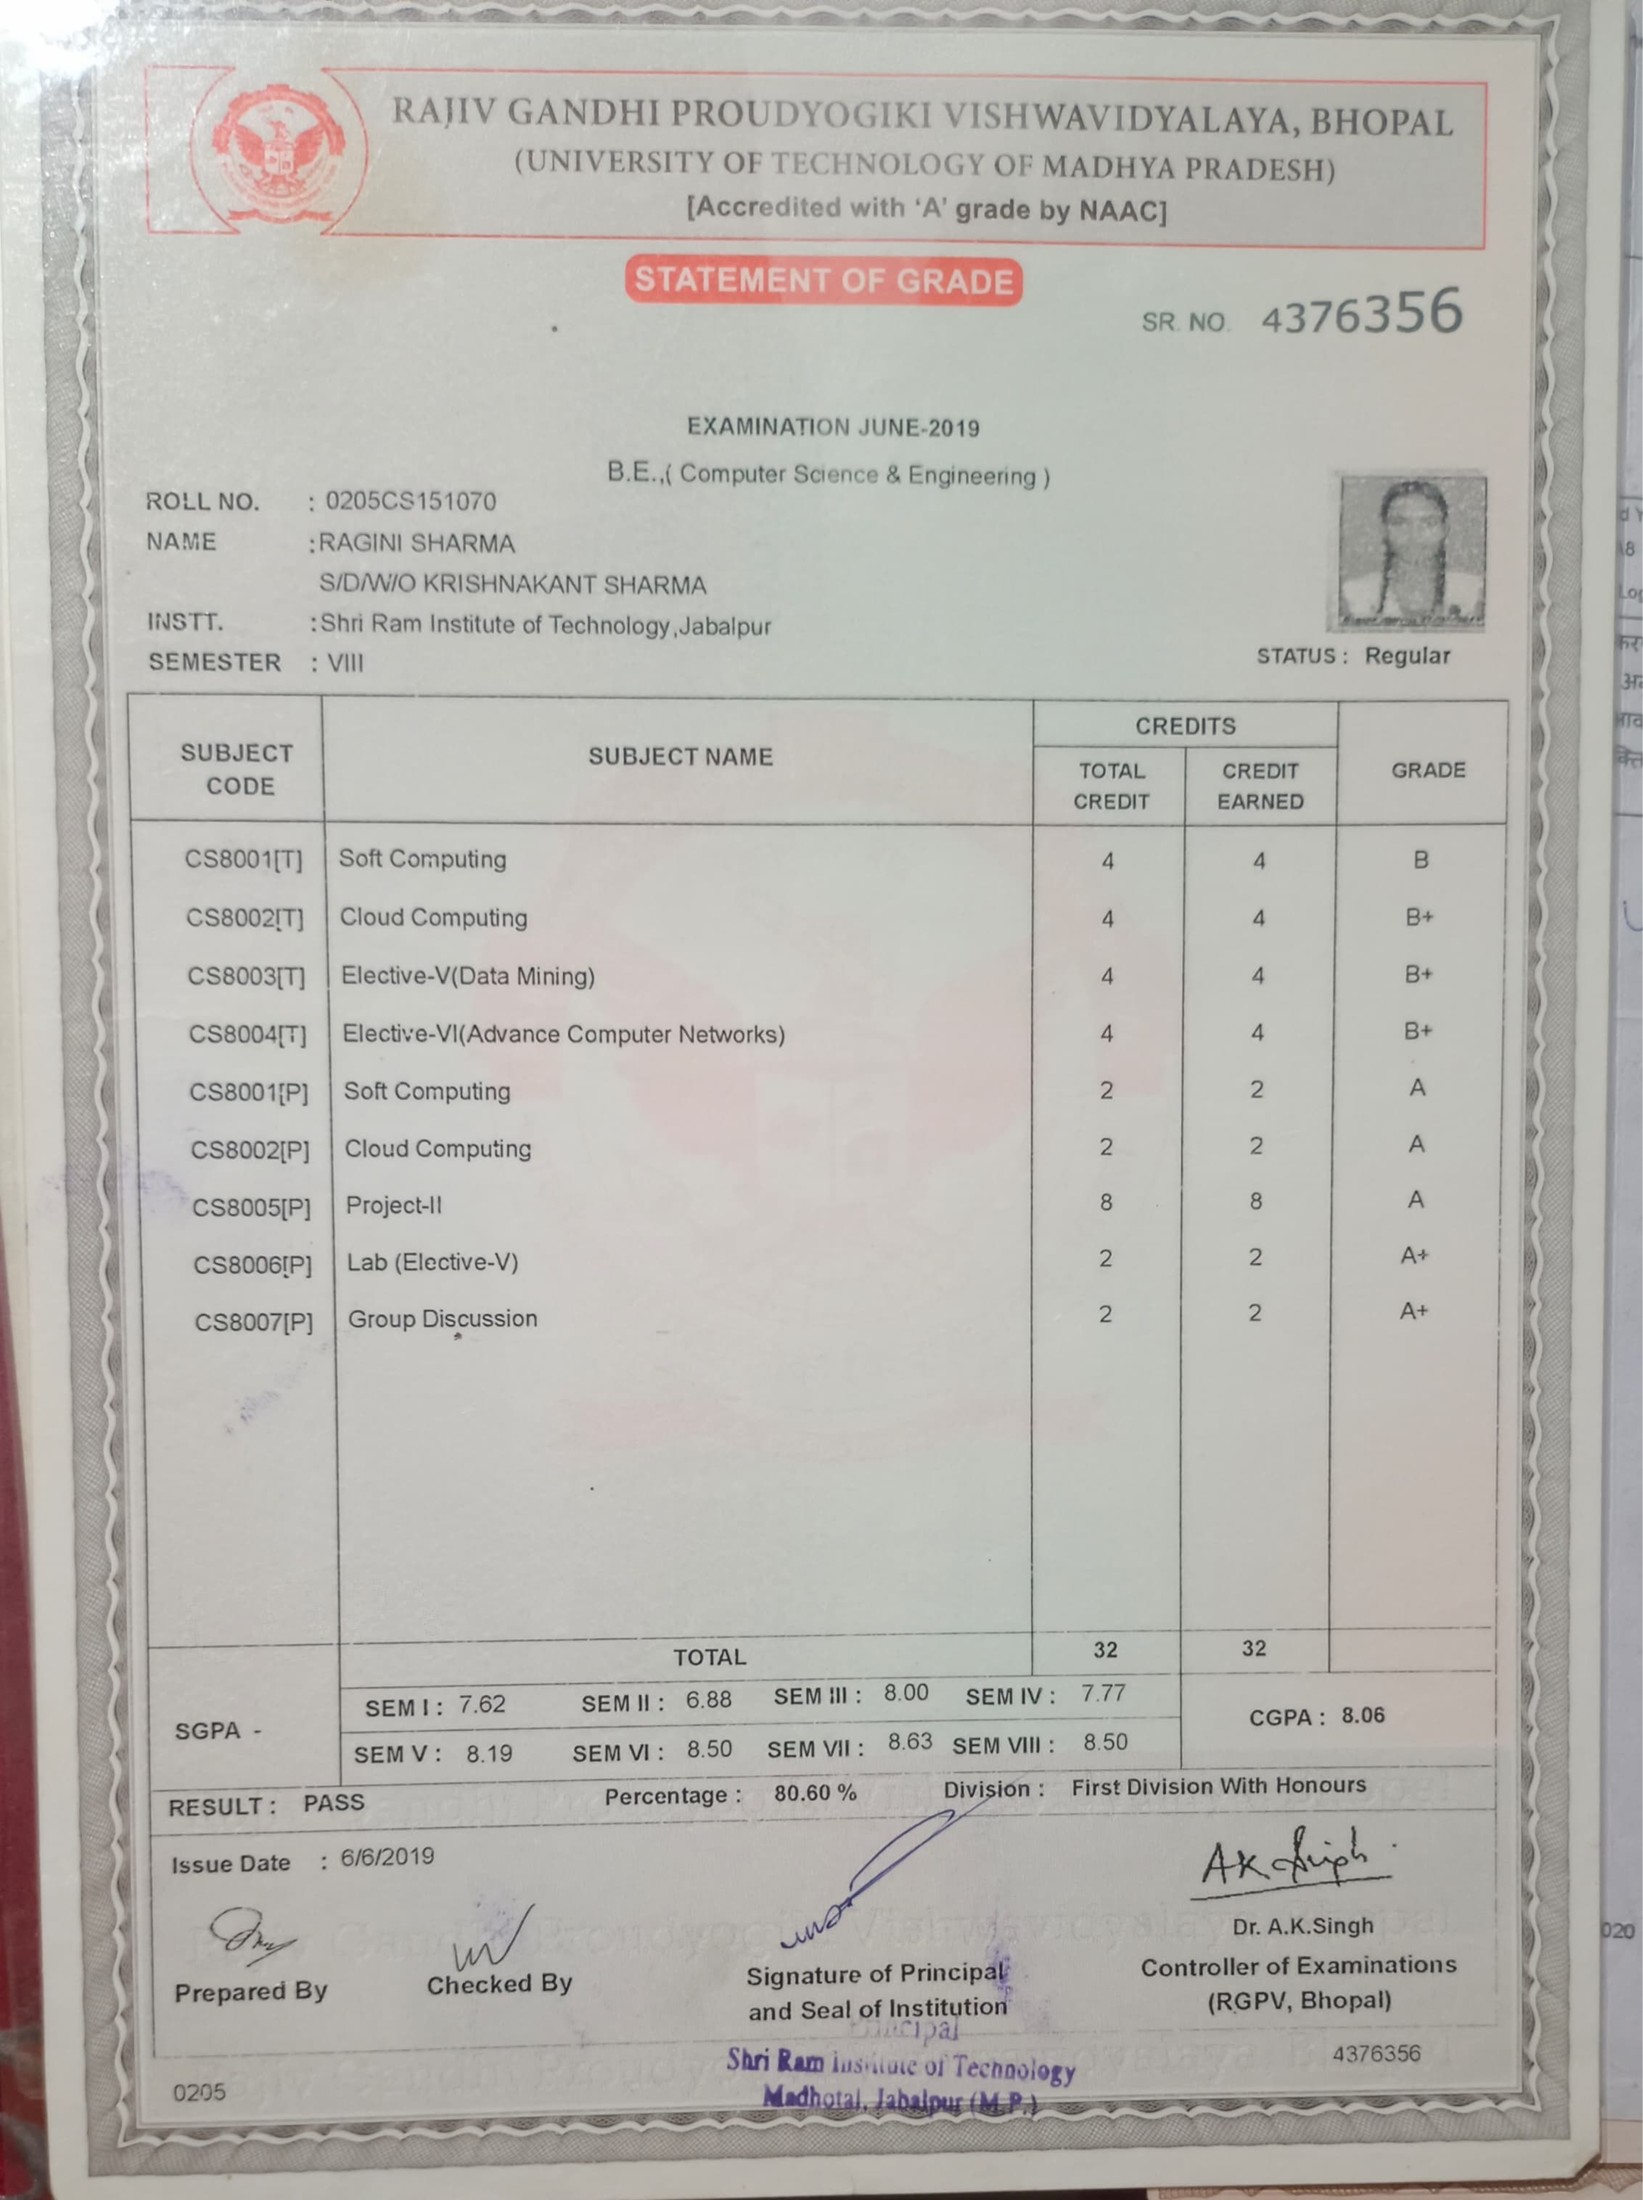 RAJIV GANDHI PROUDYOGIKI VISHWAVIDYALAYA, BHOPAL
(UNIVERSITY OF TECHNOLOGY OF MADHYA PRADESH)
[Accredited with ‘A’ grade by NAAC]
STATEMENT OF GRADE
SR. NO. 4376356
EXAMINATION JUNE-2019
B.E.,( Computer Science & Engineering )
ROLL NO. : 0205CS151070
NAME :RAGINI SHARMA
S/D/W/O KRISHNAKANT SHARMA
INSTT. :Shri Ram Institute of Technology,Jabalpur
SEMESTER : VIII
STATUS : Regular
SUBJECT CODE SUBJECT NAME CREDITS GRADE
TOTAL CREDIT CREDIT EARNED
CS8001[T] Soft Computing 4 4 B
CS8002[T] Cloud Computing 4 4 B+
CS8003[T] Elective-V(Data Mining) 4 4 B+
CS8004[T] Elective-VI(Advance Computer Networks) 4 4 B+
CS8001[P] Soft Computing 2 2 A
CS8002[P] Cloud Computing 2 2 A
CS8005[P] Project-II 8 8 A
CS8006[P] Lab (Elective-V) 2 2 A+
CS8007[P] Group Discussion 2 2 A+
TOTAL 32 32
SGPA -
SEM I : 7.62 SEM II : 6.88 SEM III : 8.00 SEM IV : 7.77
SEM V : 8.19 SEM VI : 8.50 SEM VII : 8.63 SEM VIII : 8.50
CGPA : 8.06
RESULT : PASS Percentage : 80.60 % Division : First Division With Honours
Issue Date : 6/6/2019
AK Singh
Dr. A.K.Singh
Prepared By Checked By Signature of Principal Controller of Examinations
and Seal of Institution (RGPV, Bhopal)
Principal
Shri Ram Institute of Technology
Madhotal, Jabalpur (M.P.)
4376356
0205
020